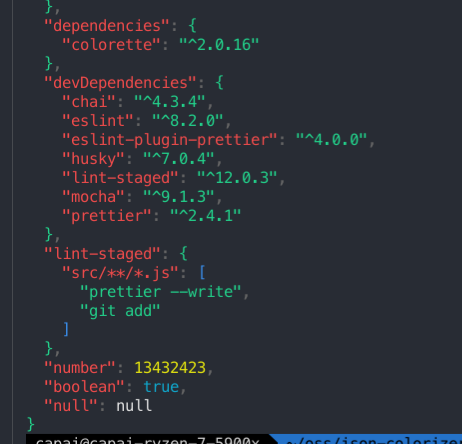 },
"dependencies": {
"colorette": "^2.0.16"
},
"devDependencies": {
"chai": "^4.3.4",
"eslint": "^8.2.0",
"eslint-plugin-prettier": "^4.0.0",
"husky": "^7.0.4",
"lint-staged": "^12.0.3",
"mocha": "^9.1.3",
"prettier": "^2.4.1"
},
"lint-staged": {
"src/**/*.js": [
"prettier --write",
"git add"
]
},
"number": 13432423,
"boolean": true,
"null": null
}
capaj@capaj-ryzen-7-5900x ~/oss/json-colorizer